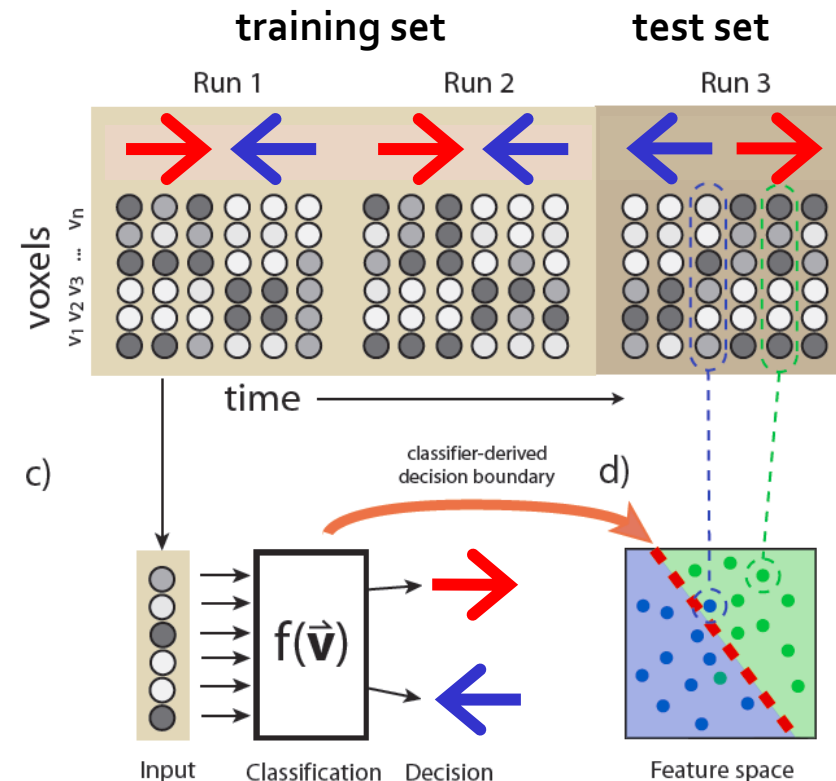 training set
test set
Run 1
Run 2
Run 3
voxels
v1 v2 v3 ... vn
time
c)
classifier-derived
decision boundary
d)
f(v⃗)
Input
Classification
Decision
Feature space